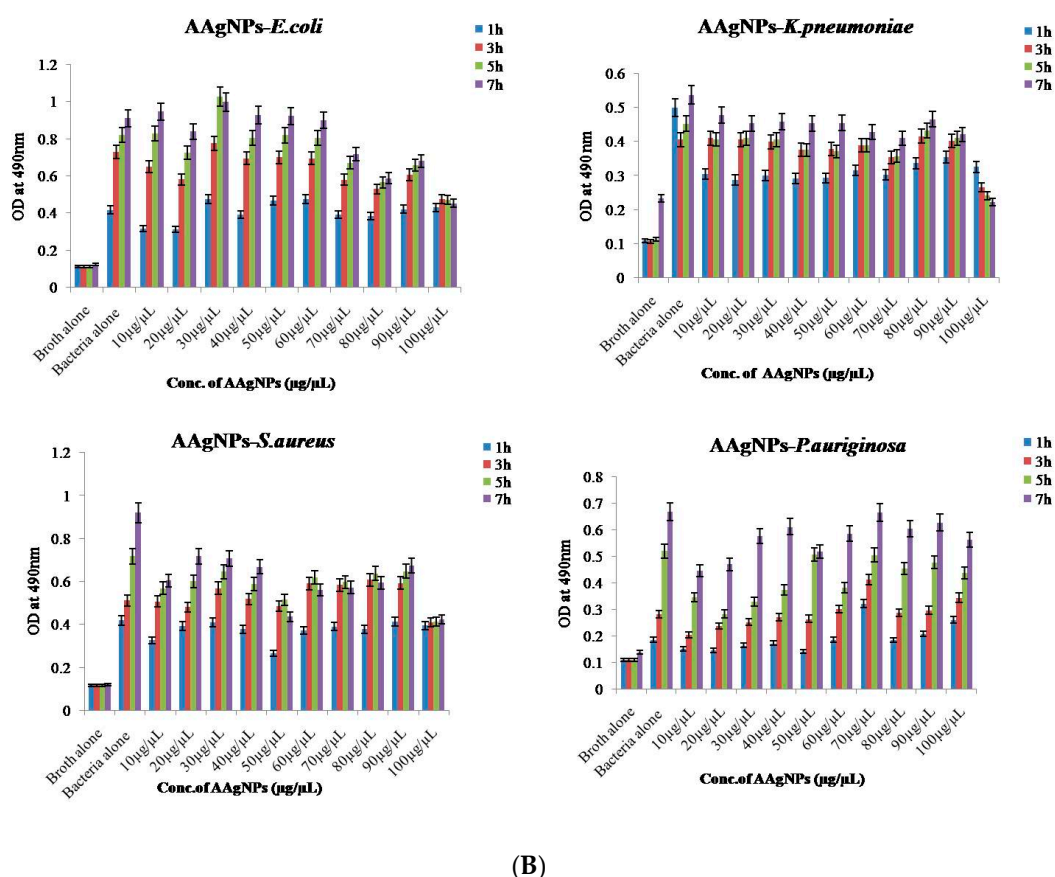 AAgNPs-E.coli
1h
3h
5h
7h
1.2
1
0.8
0.6
0.4
0.2
0
OD at 490nm
Broth alone
Bacteria alone
10µg/µL
20µg/µL
30µg/µL
40µg/µL
50µg/µL
60µg/µL
70µg/µL
80µg/µL
90µg/µL
100µg/µL
Conc. of AAgNPs (µg/µL)
AAgNPs-K.pneumoniae
1h
3h
5h
7h
0.6
0.5
0.4
0.3
0.2
0.1
0
OD at 490nm
Broth alone
Bacteria alone
10µg/µL
20µg/µL
30µg/µL
40µg/µL
50µg/µL
60µg/µL
70µg/µL
80µg/µL
90µg/µL
100µg/µL
Conc. of AAgNPs (µg/µL)
AAgNPs-S.aureus
1h
3h
5h
7h
1.2
1
0.8
0.6
0.4
0.2
0
OD at 490nm
Broth alone
Bacteria alone
10µg/µL
20µg/µL
30µg/µL
40µg/µL
50µg/µL
60µg/µL
70µg/µL
80µg/µL
90µg/µL
100µg/µL
Conc.of AAgNPs (µg/µL)
AAgNPs-P.auriginosa
1h
3h
5h
7h
0.8
0.7
0.6
0.5
0.4
0.3
0.2
0.1
0
OD at 490nm
Broth alone
Bacteria alone
10µg/µL
20µg/µL
30µg/µL
40µg/µL
50µg/µL
60µg/µL
70µg/µL
80µg/µL
90µg/µL
100µg/µL
Conc.of AAgNPs (µg/µL)
(B)